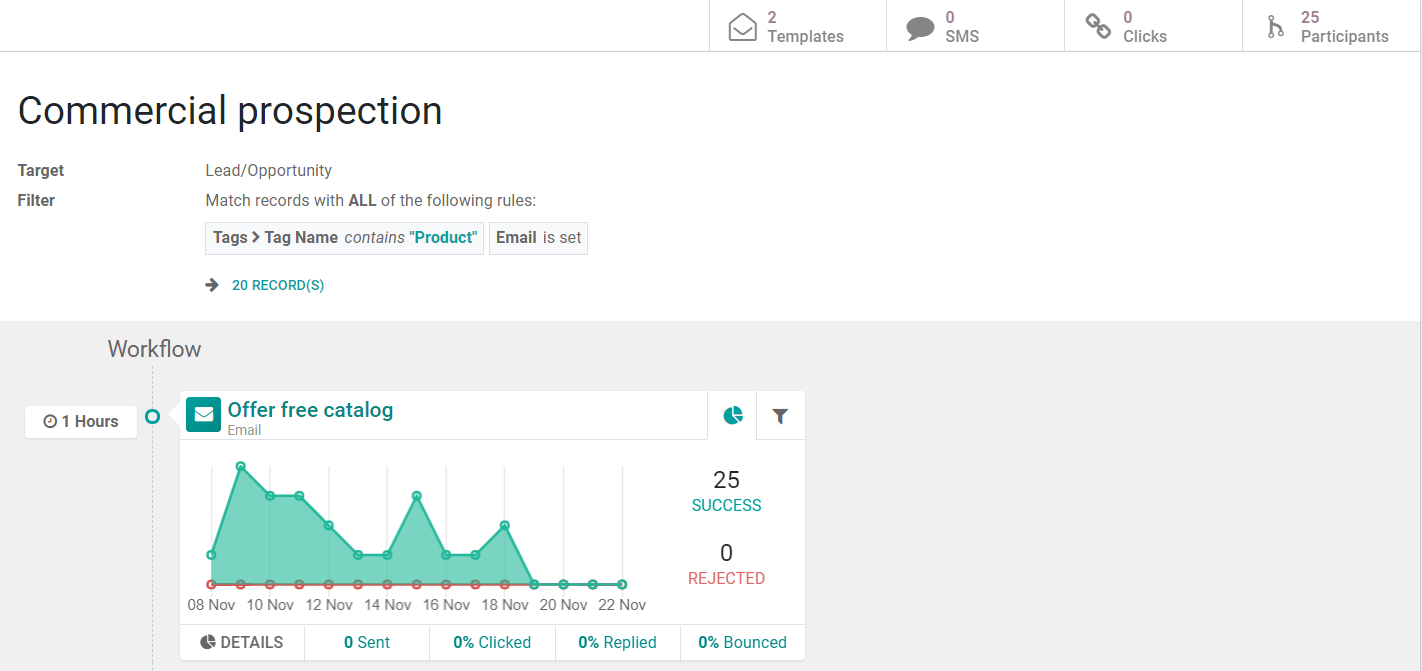 2
Templates
0
SMS
0
Clicks
25
Participants
Commercial prospection
Target Lead/Opportunity
Filter Match records with ALL of the following rules:
Tags > Tag Name contains "Product" Email is set
20 RECORD(S)
Workflow
1 Hours
Offer free catalog
Email
25
SUCCESS
0
REJECTED
08 Nov 10 Nov 12 Nov 14 Nov 16 Nov 18 Nov 20 Nov 22 Nov
DETAILS 0 Sent 0% Clicked 0% Replied 0% Bounced